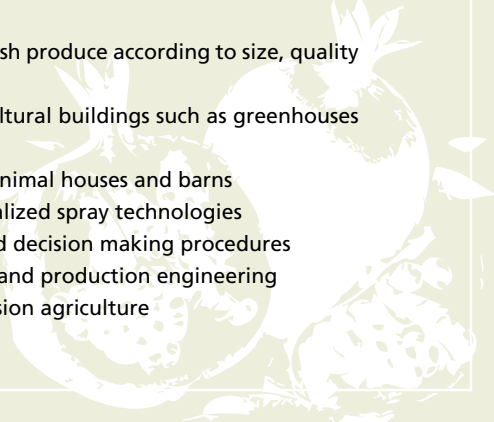 sh produce according to size, quality
ltural buildings such as greenhouses
nimal houses and barns
alized spray technologies
d decision making procedures
and production engineering
sion agriculture